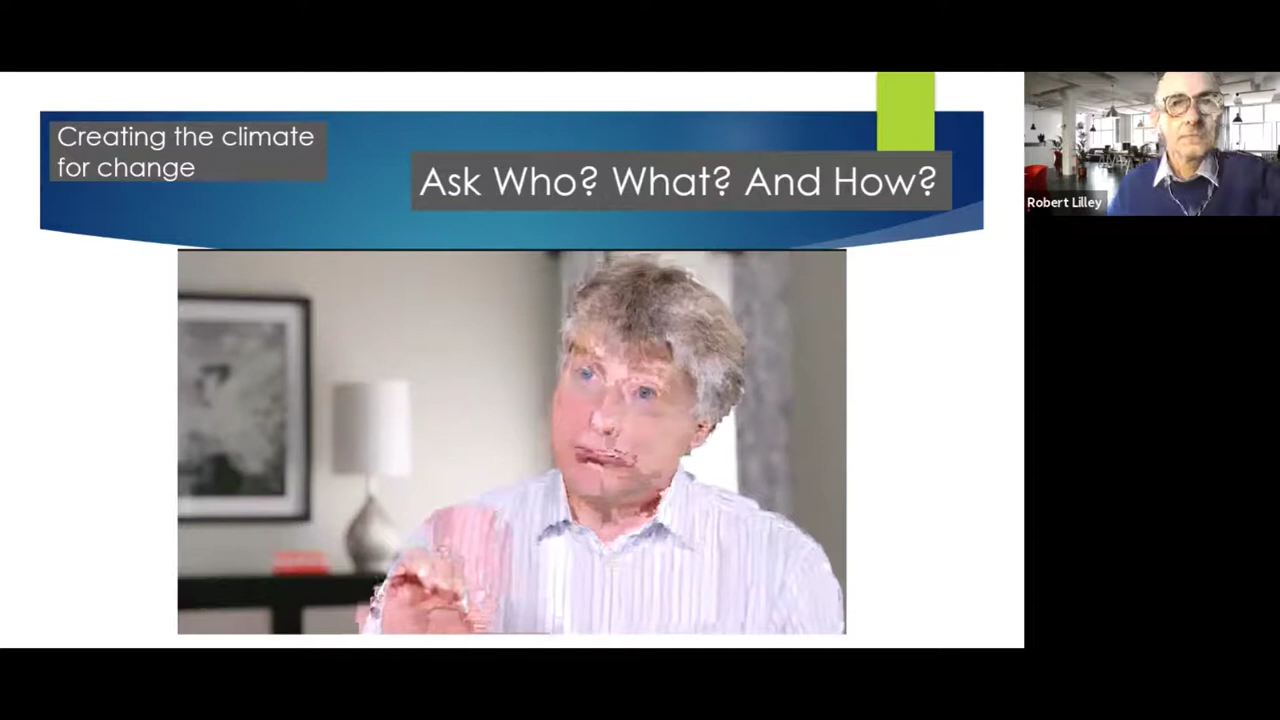 Creating the climate
for change
Ask Who? What? And How?
Robert Lilley